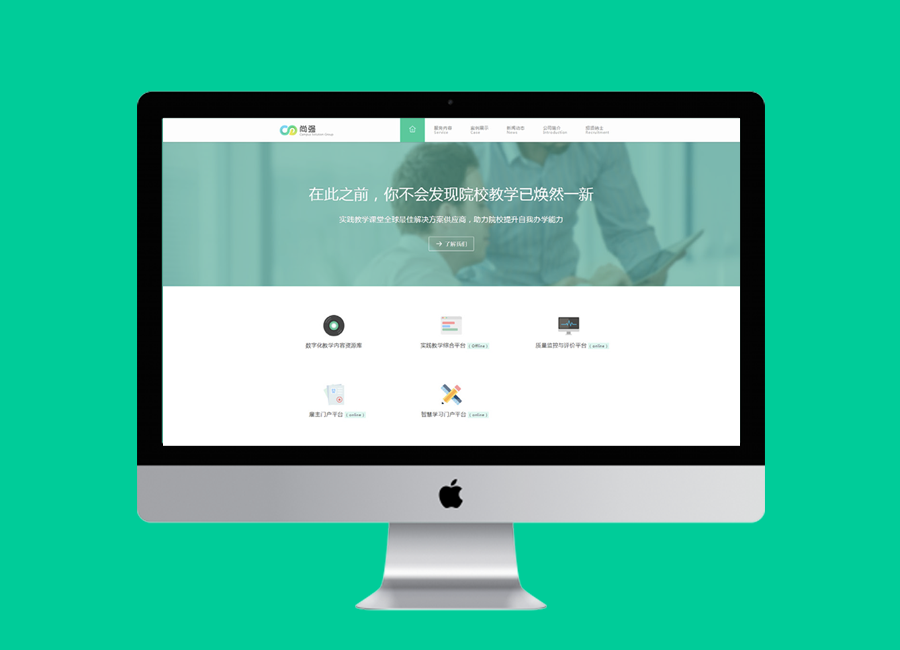 尚强
服务内容 案例展示 新闻动态 公司简介 招贤纳士
Service Case News Introduction Recruitment
在此之前，你不会发现院校教学已焕然一新
实践教学课堂全球最佳解决方案供应商，助力院校提升自我办学能力
了解我们
数字化教学内容资源库 实践教学综合平台 ( Offline ) 质量监控与评价平台 ( online )
雇主门户平台 ( online ) 智慧学习门户平台 ( online )